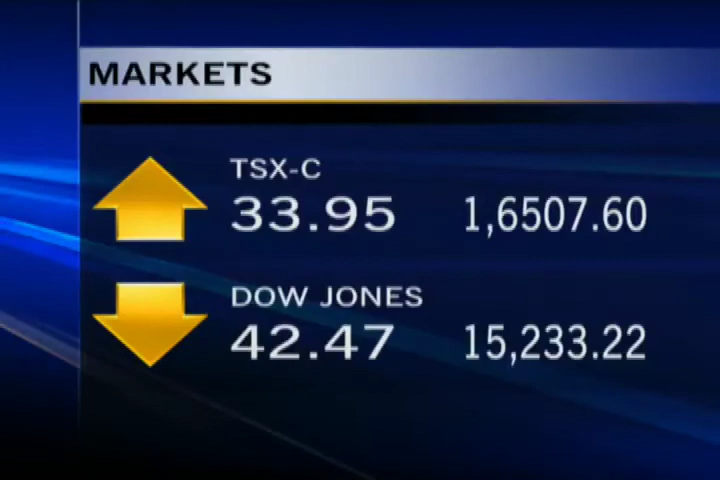 MARKETS
TSX-C
33.95 1,6507.60
DOW JONES
42.47 15,233.22